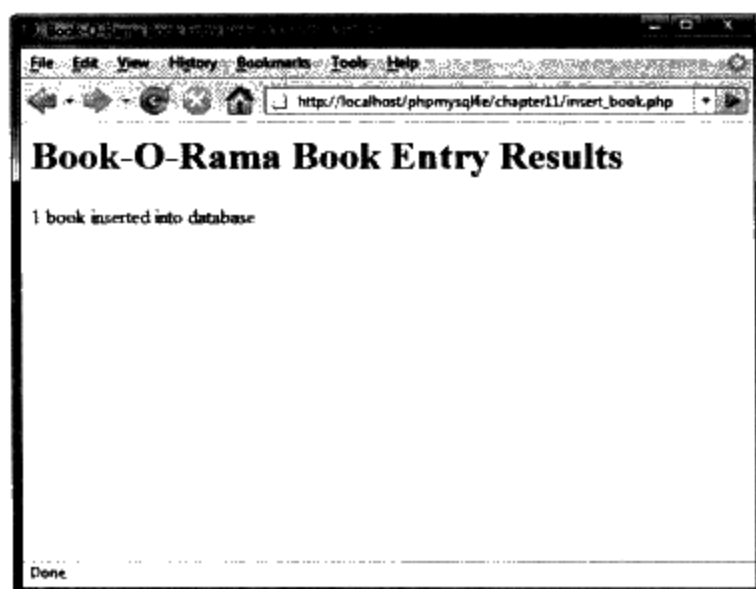 File Edit View History Bookmarks Tools Help
http://localhost/phpmysql4e/chapter11/insert_book.php
Book-O-Rama Book Entry Results
1 book inserted into database
Done